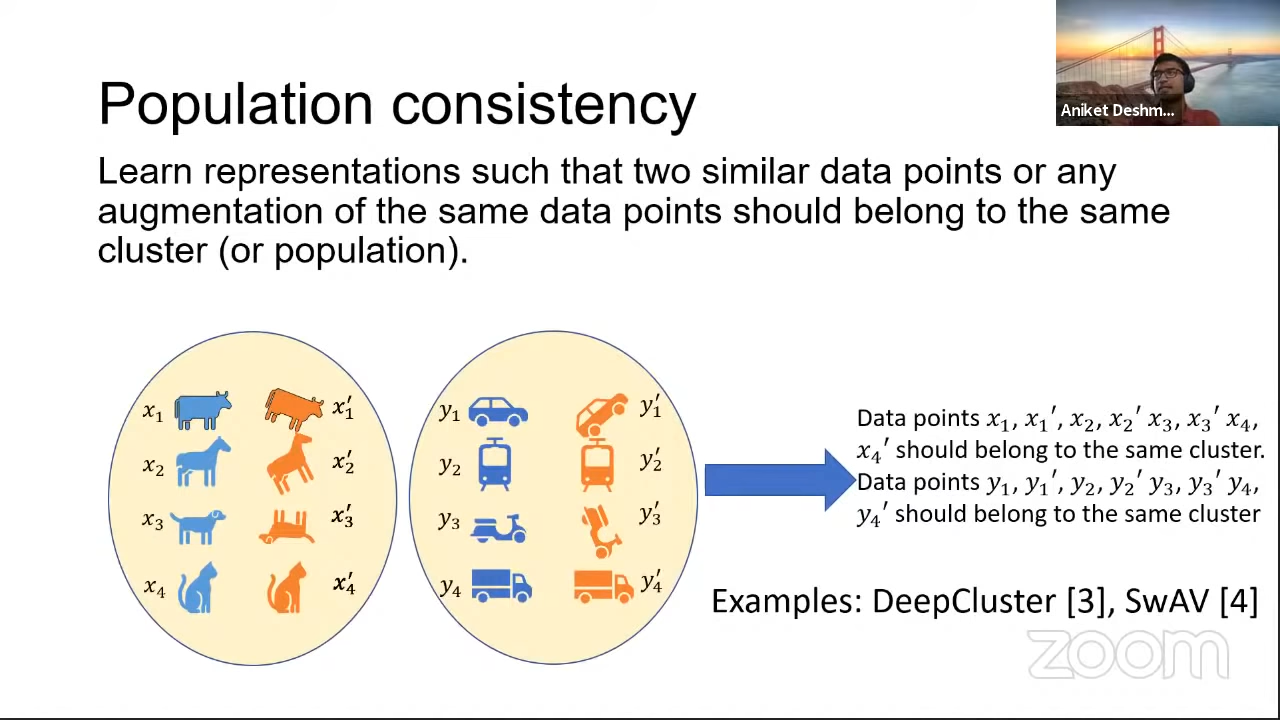 Aniket Deshm...
Population consistency
Learn representations such that two similar data points or any
augmentation of the same data points should belong to the same
cluster (or population).
x₁ x₁′
x₂ x₂′
x₃ x₃′
x₄ x₄′
y₁ y₁′
y₂ y₂′
y₃ y₃′
y₄ y₄′
Data points x₁, x₁′, x₂, x₂′ x₃, x₃′ x₄,
x₄′ should belong to the same cluster.
Data points y₁, y₁′, y₂, y₂′ y₃, y₃′ y₄,
y₄′ should belong to the same cluster
Examples: DeepCluster [3], SwAV [4]
zoom